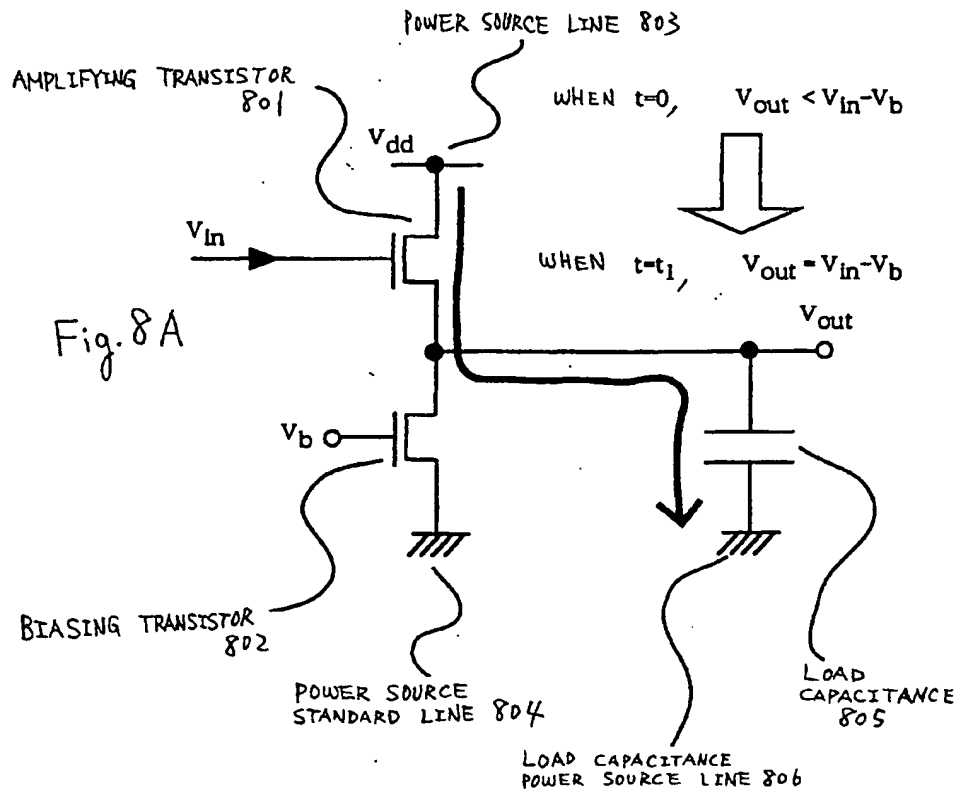 POWER SOURCE LINE 803
AMPLIFYING TRANSISTOR
801
WHEN t=0, Vout < Vin-Vb
Vdd
Vin
WHEN t=t1, Vout = Vin-Vb
Vout
Fig. 8A
Vb
BIASING TRANSISTOR
802
POWER SOURCE
STANDARD LINE 804
LOAD
CAPACITANCE
805
LOAD CAPACITANCE
POWER SOURCE LINE 806